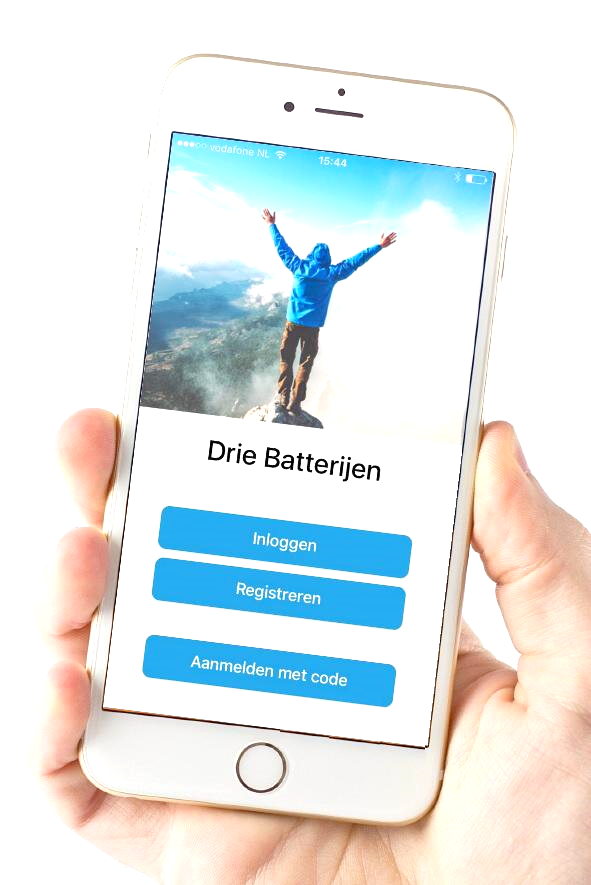 vodafone NL
15:44
Drie Batterijen
Inloggen
Registreren
Aanmelden met code